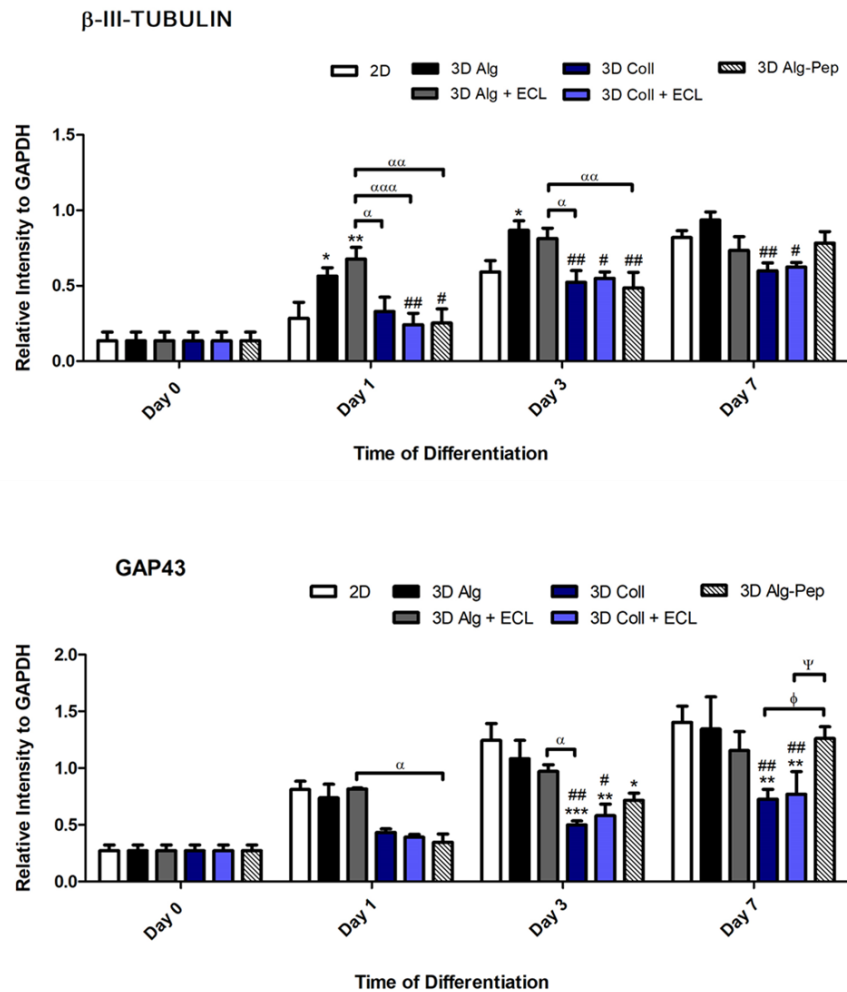 β-III-TUBULIN
2D 3D Alg 3D Coll 3D Alg-Pep
3D Alg + ECL 3D Coll + ECL
Relative Intensity to GAPDH
1.5
1.0
0.5
0.0
αα
ααα
α
* ** ## #
αα
α
* ## # ##
## #
Day 0 Day 1 Day 3 Day 7
Time of Differentiation
GAP43
2D 3D Alg 3D Coll 3D Alg-Pep
3D Alg + ECL 3D Coll + ECL
Relative Intensity to GAPDH
2.0
1.5
1.0
0.5
0.0
α
α
## # *
*** **
Ψ
ϕ
## ##
** **
Day 0 Day 1 Day 3 Day 7
Time of Differentiation